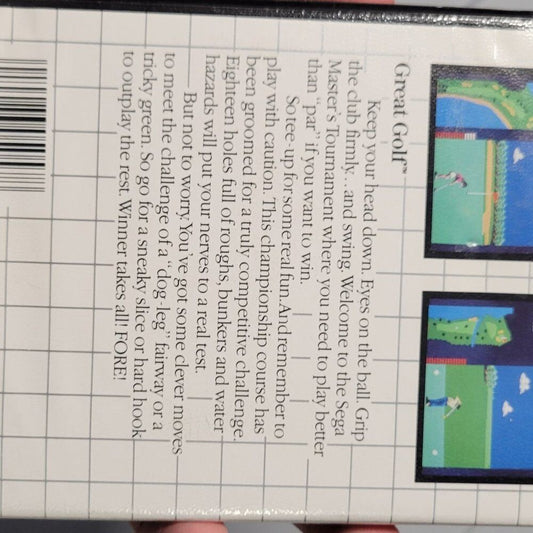 Great Golf™
Keep your head down. Eyes on the ball. Grip
the club firmly...and swing. Welcome to the Sega
Master's Tournament where you need to play better
than "par" if you want to win.
So tee-up for some real fun. And remember to
play with caution. This championship course has
been groomed for a truly competitive challenge.
Eighteen holes full of roughs, bunkers and water
hazards will put your nerves to a real test.
But not to worry. You've got some clever moves
to meet the challenge of a "dog-leg" fairway or a
tricky green. So go for a sneaky slice or hard hook
to outplay the rest. Winner takes all! FORE!